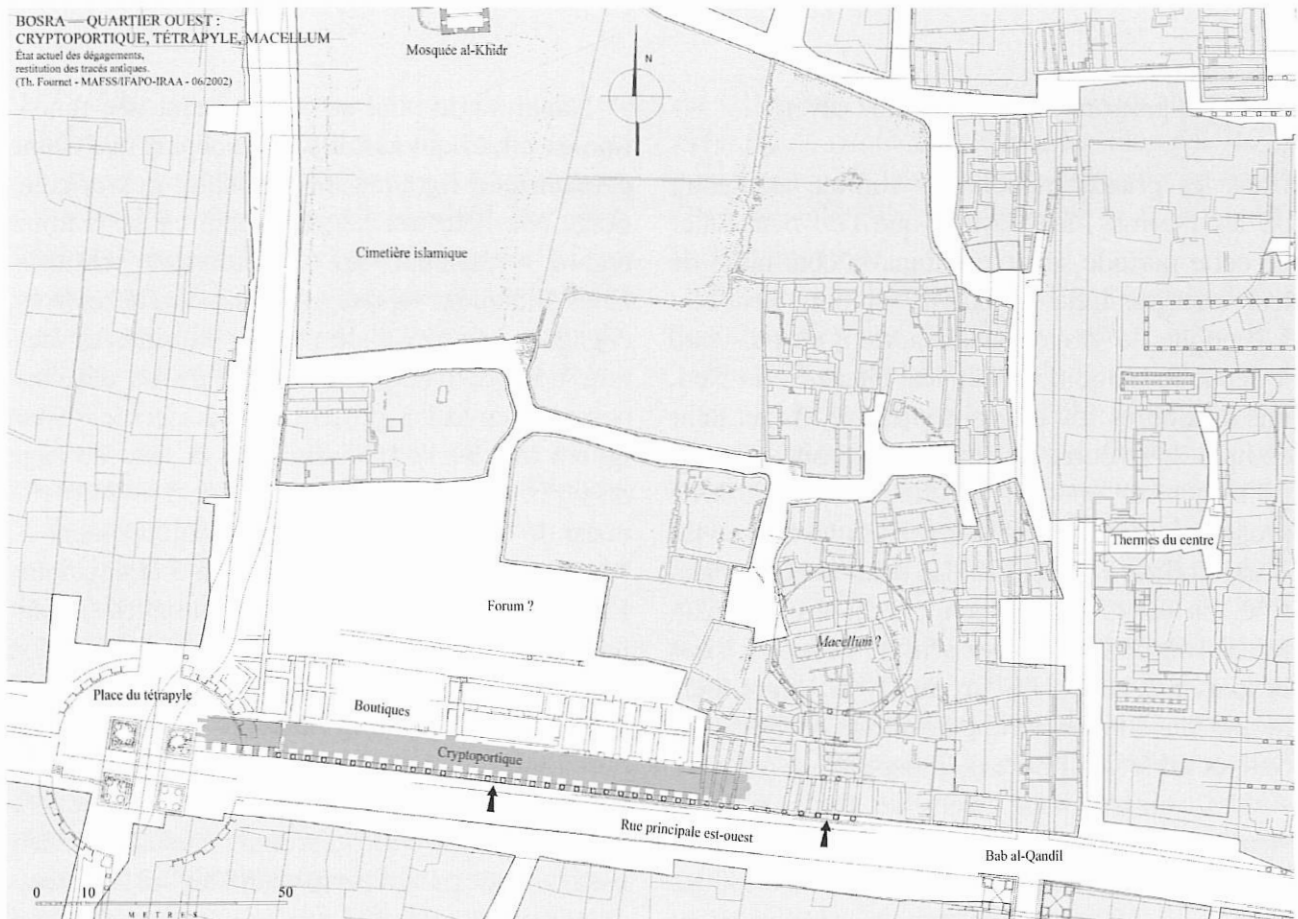 BOSRA — QUARTIER OUEST :
CRYPTOPORTIQUE, TÉTRAPYLE, MACELLUM
État actuel des dégagements,
restitution des tracés antiques.
(Th. Fournet - MAFSS/IFAPO-IRAA - 06/2002)
Mosquée al-Khidr
N
Cimetière islamique
Thermes du centre
Forum ?
Macellum ?
Place du tétrapyle
Boutiques
Cryptoportique
Rue principale est-ouest
Bab al-Qandil
0 10 50
METRES